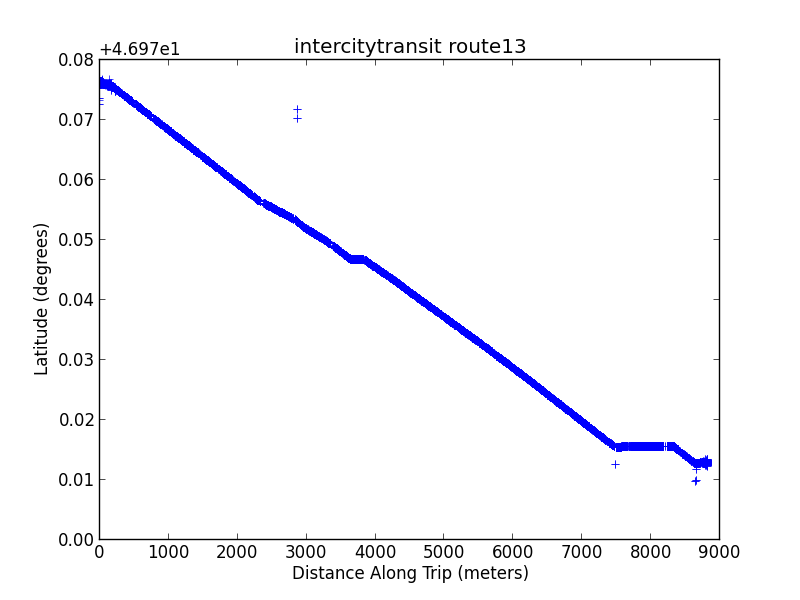 intercitytransit route13
+4.697e1
0.08
0.07
0.06
0.05
0.04
0.03
0.02
0.01
0.00
Latitude (degrees)
0 1000 2000 3000 4000 5000 6000 7000 8000 9000
Distance Along Trip (meters)